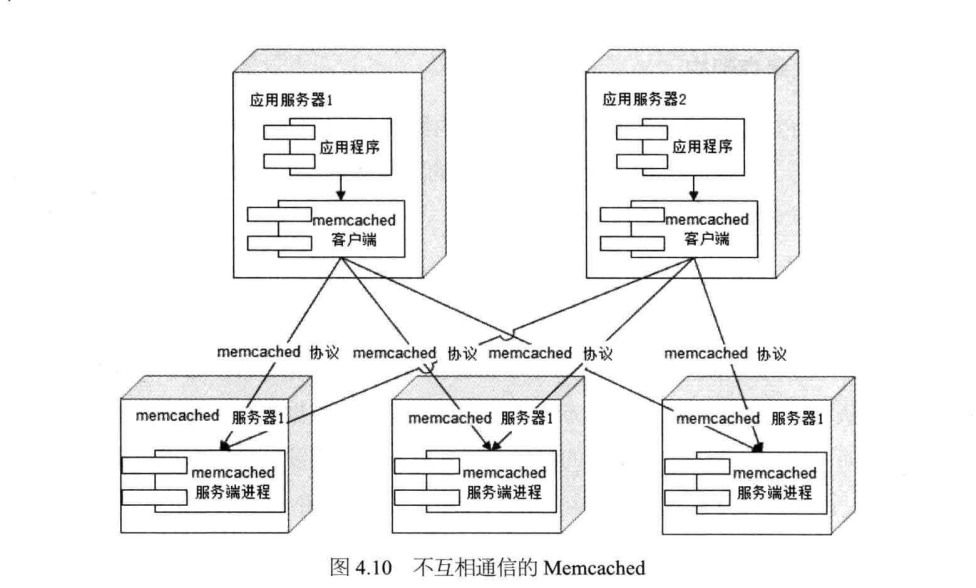 应用服务器1
应用服务器2
应用程序
应用程序
memcached
客户端
memcached
客户端
memcached 协议
memcached 协议
memcached 协议
memcached 协议
memcached 服务器1
memcached 服务器1
memcached 服务器1
memcached
服务端进程
memcached
服务端进程
memcached
服务端进程
图 4.10 不互相通信的 Memcached